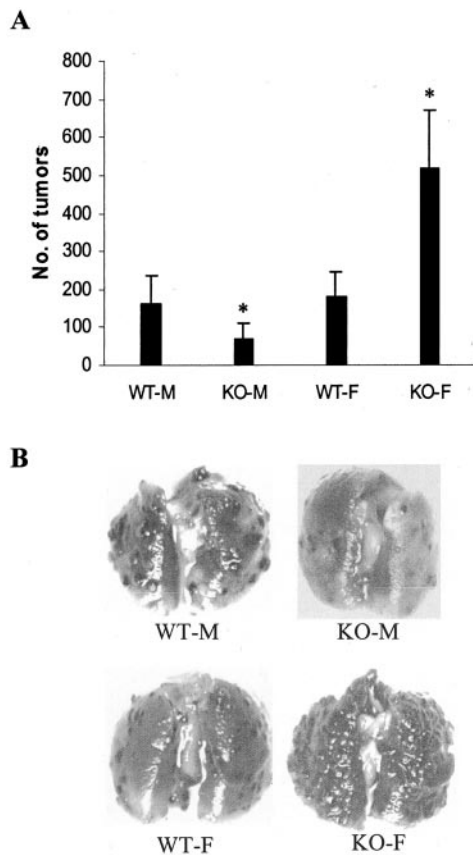 A
No. of tumors
800
700
600
500
400
300
200
100
0
*
*
WT-M
KO-M
WT-F
KO-F
B
WT-M
KO-M
WT-F
KO-F